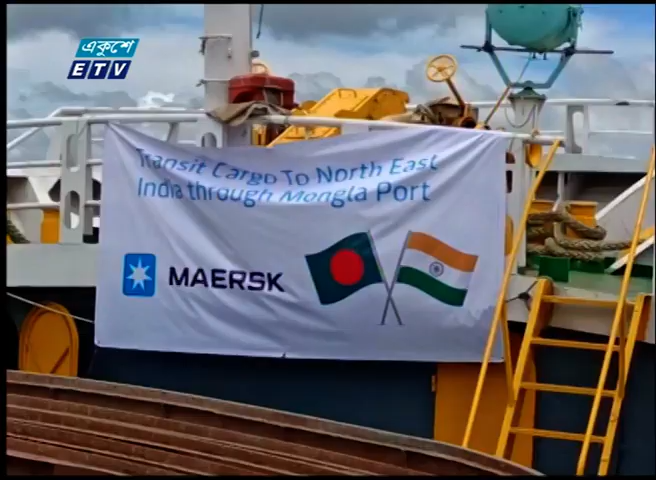 একুশে
ETV
Transit Cargo To North East
India through Mongla Port
MAERSK